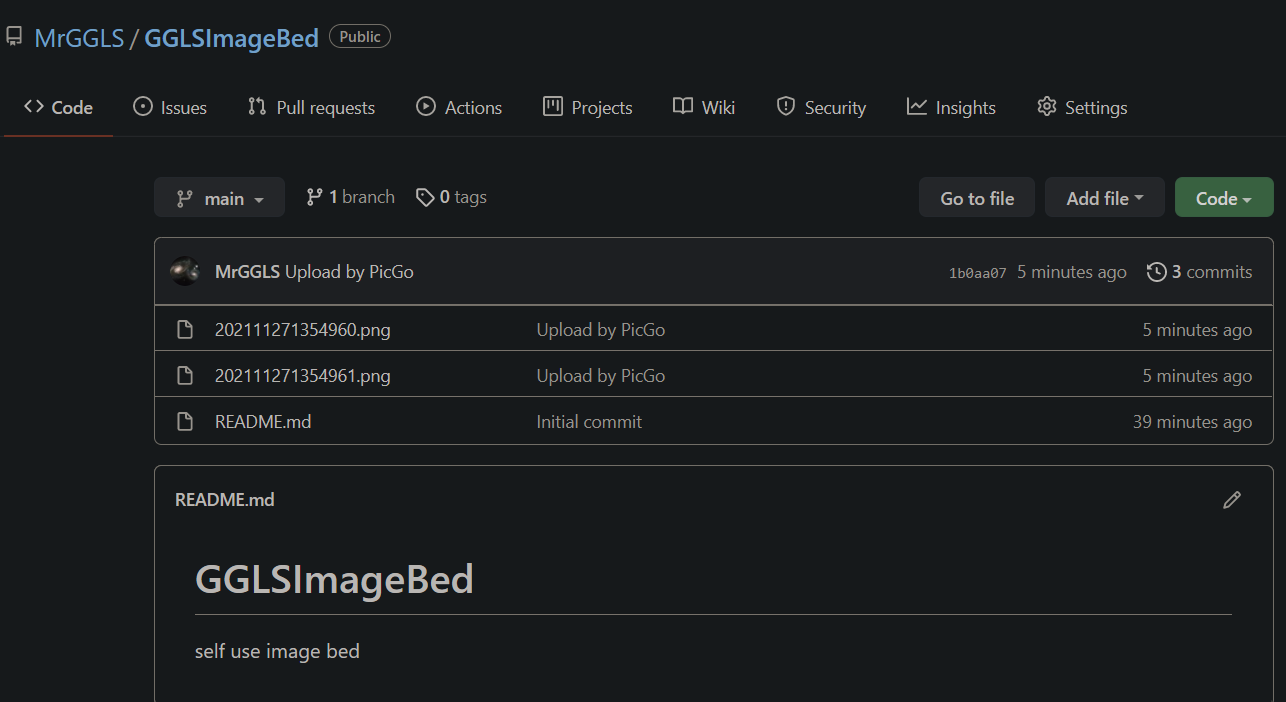 MrGGLS / GGLSImageBed Public
Code Issues Pull requests Actions Projects Wiki Security Insights Settings
main 1 branch 0 tags Go to file Add file Code
MrGGLS Upload by PicGo 1b0aa07 5 minutes ago 3 commits
202111271354960.png Upload by PicGo 5 minutes ago
202111271354961.png Upload by PicGo 5 minutes ago
README.md Initial commit 39 minutes ago
README.md
GGLSImageBed
self use image bed